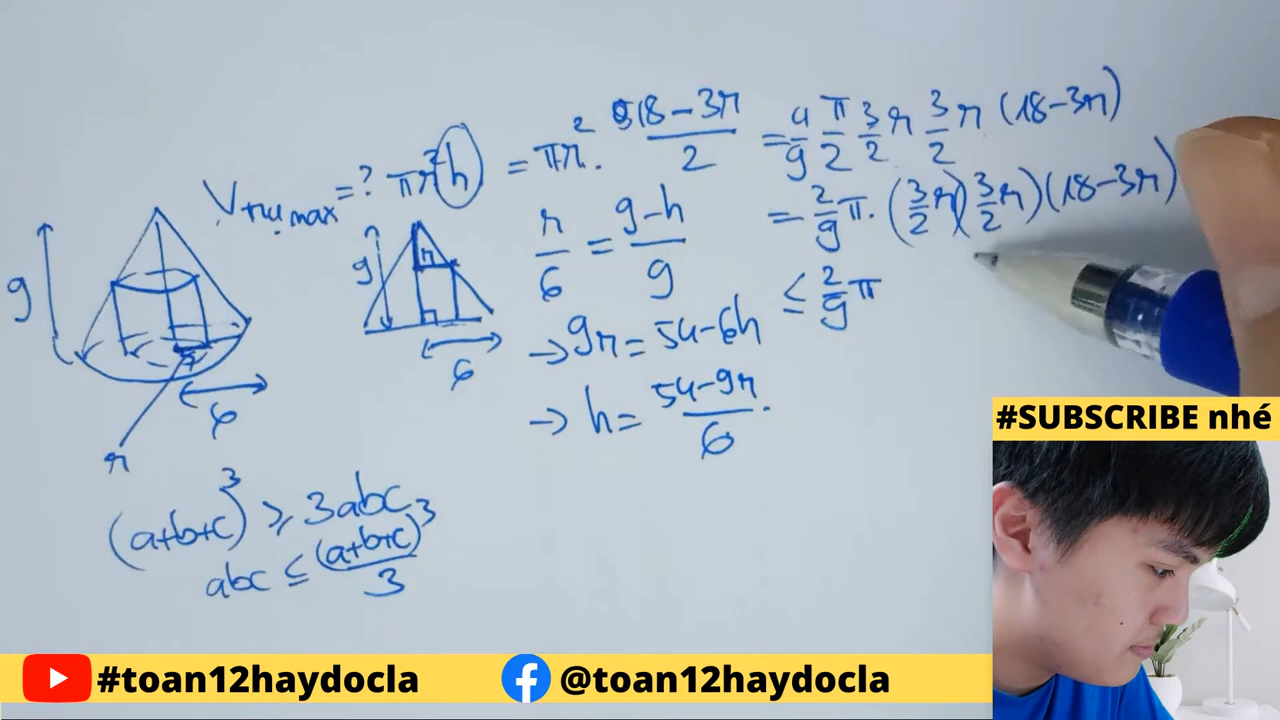 V trụ max = ? πr²h = πr² . (18 - 3r)/2 = 4/9 π/2 3/2 r 3/2 r (18 - 3r)
= 2/9 π . (3/2 r)(3/2 r)(18 - 3r)
≤ 2/9 π
9
6
r
9
r
6
r/6 = (9 - h)/9
→ 9r = 54 - 6h
→ h = (54 - 9r)/6 .
(a+b+c)³ ≥ 3abc
abc ≤ (a+b+c)³/3
#SUBSCRIBE nhé
#toan12haydocla
@toan12haydocla